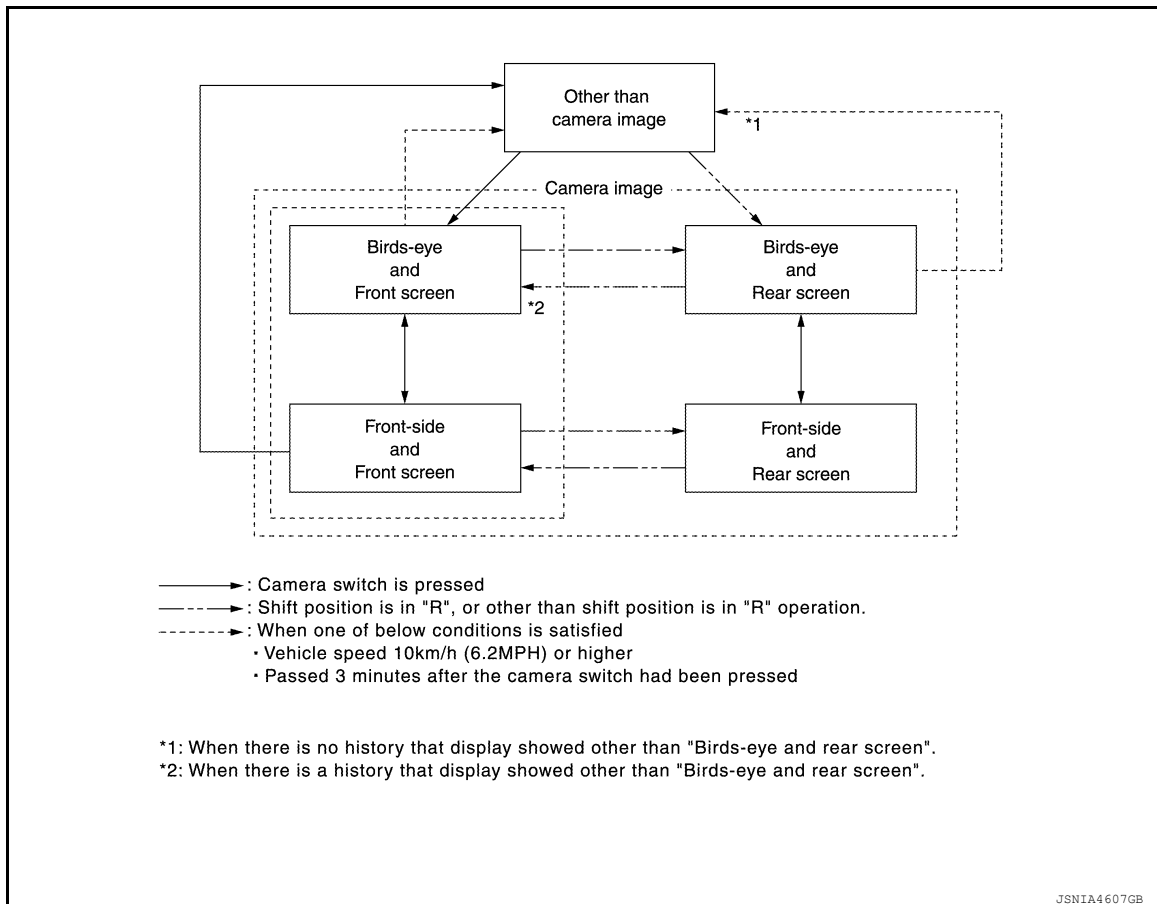 Other than
camera image
*1
Camera image
Birds-eye
and
Front screen
Birds-eye
and
Rear screen
*2
Front-side
and
Front screen
Front-side
and
Rear screen
: Camera switch is pressed
: Shift position is in "R", or other than shift position is in "R" operation.
: When one of below conditions is satisfied
・Vehicle speed 10km/h (6.2MPH) or higher
・Passed 3 minutes after the camera switch had been pressed
*1: When there is no history that display showed other than "Birds-eye and rear screen".
*2: When there is a history that display showed other than "Birds-eye and rear screen".
JSNIA4607GB